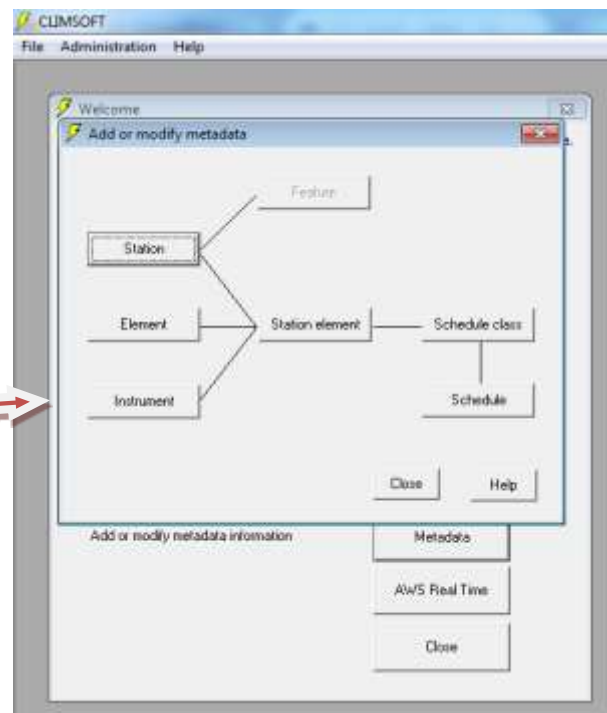 CLIMSOFT
File Administration Help
Welcome
Add or modify metadata
a.
Feature
Station
Element
Station element
Schedule class
Instrument
Schedule
Close
Help
Add or modify metadata information
Metadata
AWS Real Time
Close